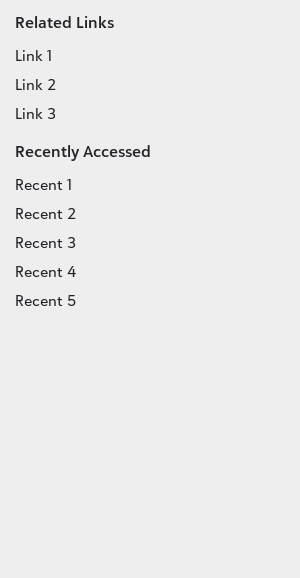 Related Links
Link 1
Link 2
Link 3
Recently Accessed
Recent 1
Recent 2
Recent 3
Recent 4
Recent 5